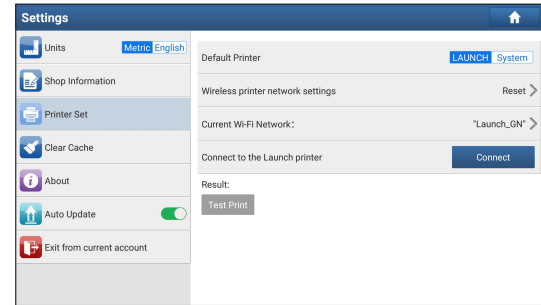 Settings
Units Metric English
Shop Information
Printer Set
Clear Cache
About
Auto Update
Exit from current account
Default Printer LAUNCH System
Wireless printer network settings Reset
Current Wi-Fi Network: "Launch_GN"
Connect to the Launch printer Connect
Result:
Test Print